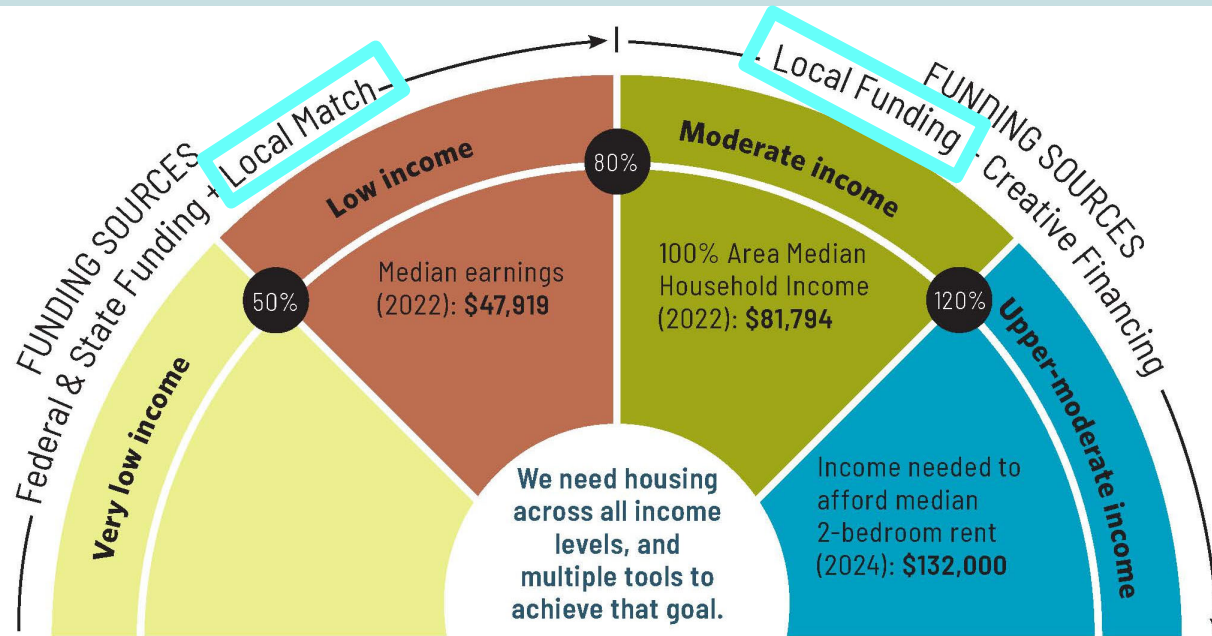 FUNDING SOURCES
Federal & State Funding + Local Match
Local Funding - Creative Financing
FUNDING SOURCES
Very low income
50%
Low income
Median earnings
(2022): $47,919
80%
Moderate income
100% Area Median
Household Income
(2022): $81,794
120%
Upper-moderate income
Income needed to
afford median
2-bedroom rent
(2024): $132,000
We need housing
across all income
levels, and
multiple tools to
achieve that goal.